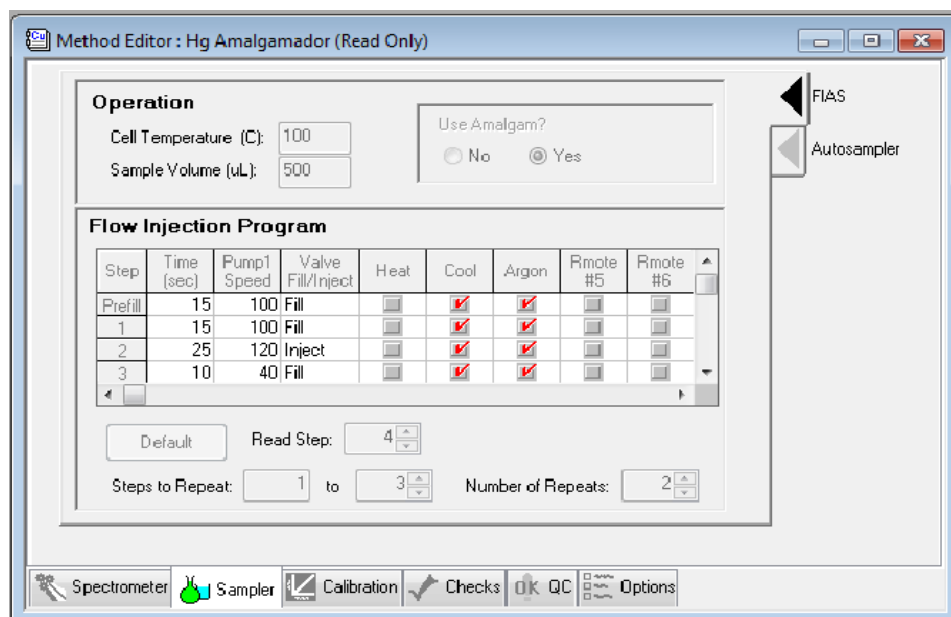 Cu Method Editor : Hg Amalgamador (Read Only)
Operation
Cell Temperature (C): 100
Sample Volume (uL): 500
Use Amalgam?
No Yes
FIAS
Autosampler
Flow Injection Program
Step Time (sec) Pump1 Speed Valve Fill/Inject Heat Cool Argon Rmote #5 Rmote #6
Prefill 15 100 Fill
1 15 100 Fill
2 25 120 Inject
3 10 40 Fill
Default Read Step: 4
Steps to Repeat: 1 to 3 Number of Repeats: 2
Spectrometer Sampler Calibration Checks OK QC Options